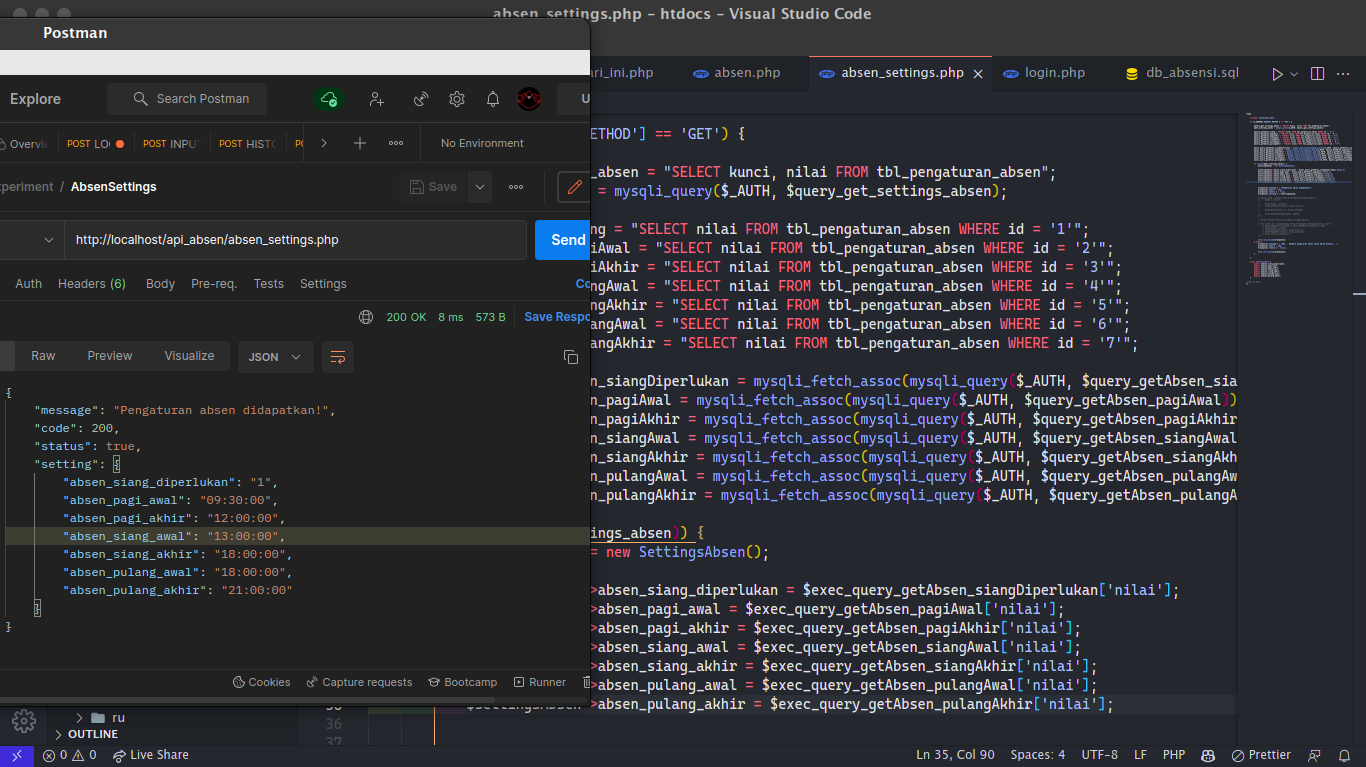 absen_settings.php - htdocs - Visual Studio Code
Postman
Explore
Search Postman
U
Overvie
POST LO
POST INPU
POST HIST
PC
No Environment
xperiment / AbsenSettings
Save
http://localhost/api_absen/absen_settings.php
Send
Auth
Headers (6)
Body
Pre-req.
Tests
Settings
Co
200 OK
8 ms
573 B
Save Respo
Raw
Preview
Visualize
JSON
{
"message": "Pengaturan absen didapatkan!",
"code": 200,
"status": true,
"setting": {
"absen_siang_diperlukan": "1",
"absen_pagi_awal": "09:30:00",
"absen_pagi_akhir": "12:00:00",
"absen_siang_awal": "13:00:00",
"absen_siang_akhir": "18:00:00",
"absen_pulang_awal": "18:00:00",
"absen_pulang_akhir": "21:00:00"
}
}
Cookies
Capture requests
Bootcamp
Runner
ari_ini.php
absen.php
absen_settings.php
login.php
db_absensi.sql
ETHOD'] == 'GET') {
_absen = "SELECT kunci, nilai FROM tbl_pengaturan_absen";
= mysqli_query($_AUTH, $query_get_settings_absen);
ng = "SELECT nilai FROM tbl_pengaturan_absen WHERE id = '1'";
iAwal = "SELECT nilai FROM tbl_pengaturan_absen WHERE id = '2'";
iAkhir = "SELECT nilai FROM tbl_pengaturan_absen WHERE id = '3'";
ngAwal = "SELECT nilai FROM tbl_pengaturan_absen WHERE id = '4'";
ngAkhir = "SELECT nilai FROM tbl_pengaturan_absen WHERE id = '5'";
angAwal = "SELECT nilai FROM tbl_pengaturan_absen WHERE id = '6'";
angAkhir = "SELECT nilai FROM tbl_pengaturan_absen WHERE id = '7'";
n_siangDiperlukan = mysqli_fetch_assoc(mysqli_query($_AUTH, $query_getAbsen_sia
n_pagiAwal = mysqli_fetch_assoc(mysqli_query($_AUTH, $query_getAbsen_pagiAwal))
n_pagiAkhir = mysqli_fetch_assoc(mysqli_query($_AUTH, $query_getAbsen_pagiAkhir
n_siangAwal = mysqli_fetch_assoc(mysqli_query($_AUTH, $query_getAbsen_siangAwal
n_siangAkhir = mysqli_fetch_assoc(mysqli_query($_AUTH, $query_getAbsen_siangAkh
n_pulangAwal = mysqli_fetch_assoc(mysqli_query($_AUTH, $query_getAbsen_pulangAw
n_pulangAkhir = mysqli_fetch_assoc(mysqli_query($_AUTH, $query_getAbsen_pulangA
ings_absen)) {
= new SettingsAbsen();
>absen_siang_diperlukan = $exec_query_getAbsen_siangDiperlukan['nilai'];
>absen_pagi_awal = $exec_query_getAbsen_pagiAwal['nilai'];
>absen_pagi_akhir = $exec_query_getAbsen_pagiAkhir['nilai'];
>absen_siang_awal = $exec_query_getAbsen_siangAwal['nilai'];
>absen_siang_akhir = $exec_query_getAbsen_siangAkhir['nilai'];
>absen_pulang_awal = $exec_query_getAbsen_pulangAwal['nilai'];
>absen_pulang_akhir = $exec_query_getAbsen_pulangAkhir['nilai'];
36
37
ru
OUTLINE
0
0
Live Share
Ln 35, Col 90
Spaces: 4
UTF-8
LF
PHP
Prettier